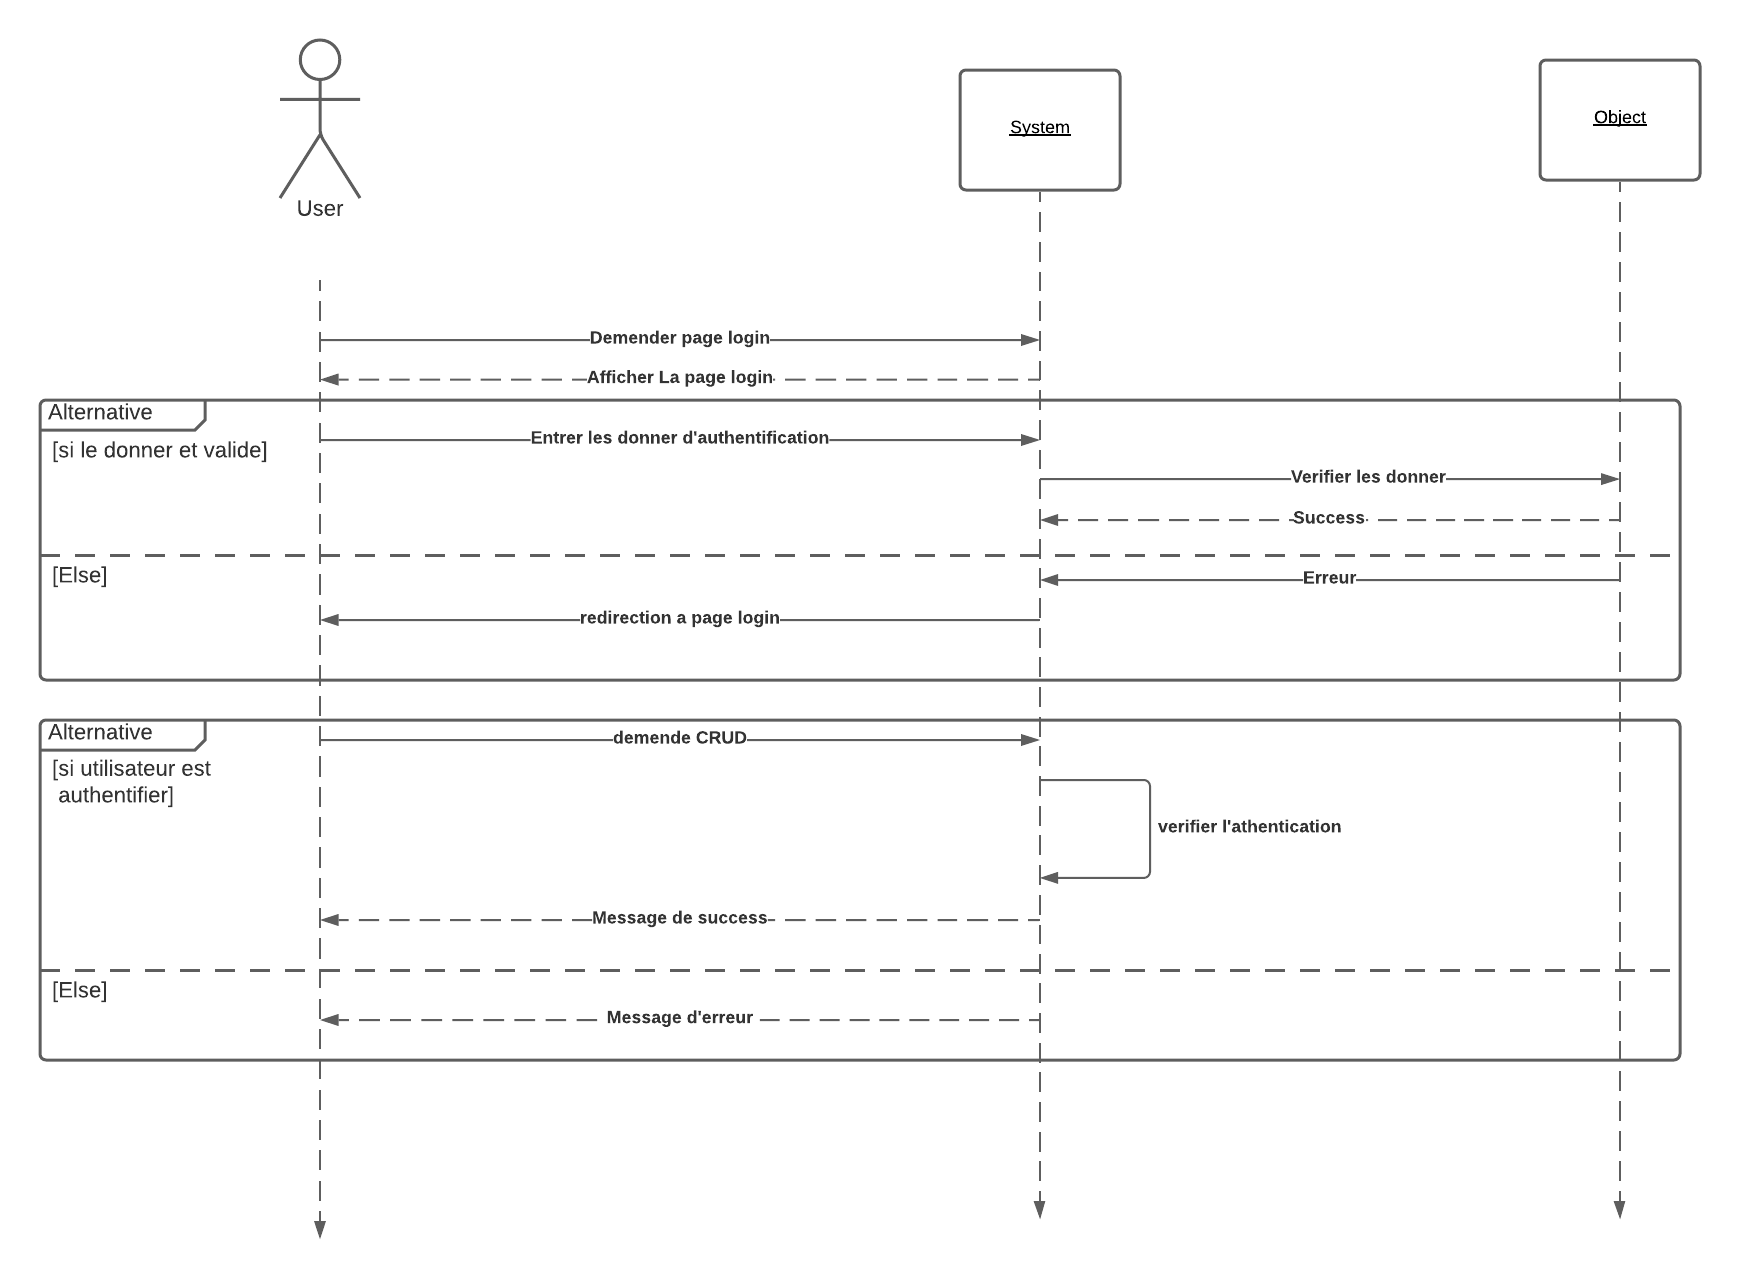 User
System
Object
Demender page login
Afficher La page login
Alternative
[si le donner et valide]
Entrer les donner d'authentification
Verifier les donner
Success
[Else]
Erreur
redirection a page login
Alternative
demende CRUD
[si utilisateur est
authentifier]
verifier l'athentication
Message de success
[Else]
Message d'erreur